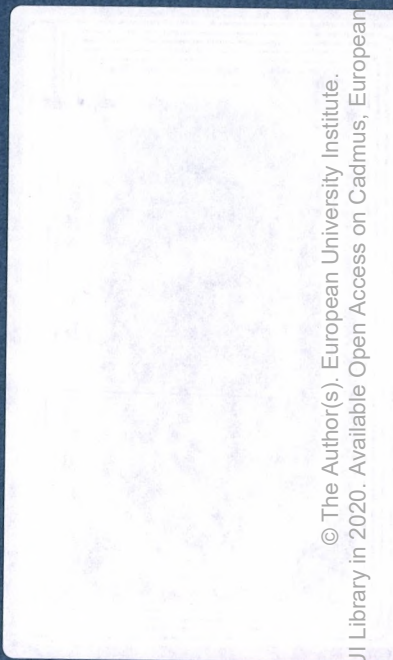 © The Author(s). European University Institute.
Library in 2020. Available Open Access on Cadmus, European